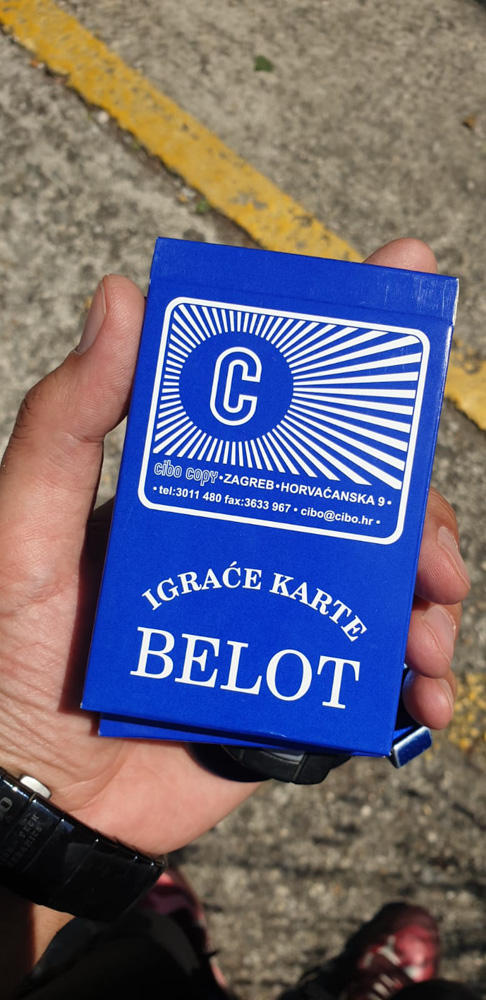 C
cibo copy•ZAGREB•HORVAĆANSKA 9•
•tel:3011 480 fax:3633 967• cibo@cibo.hr•
IGRAĆE KARTE
BELOT